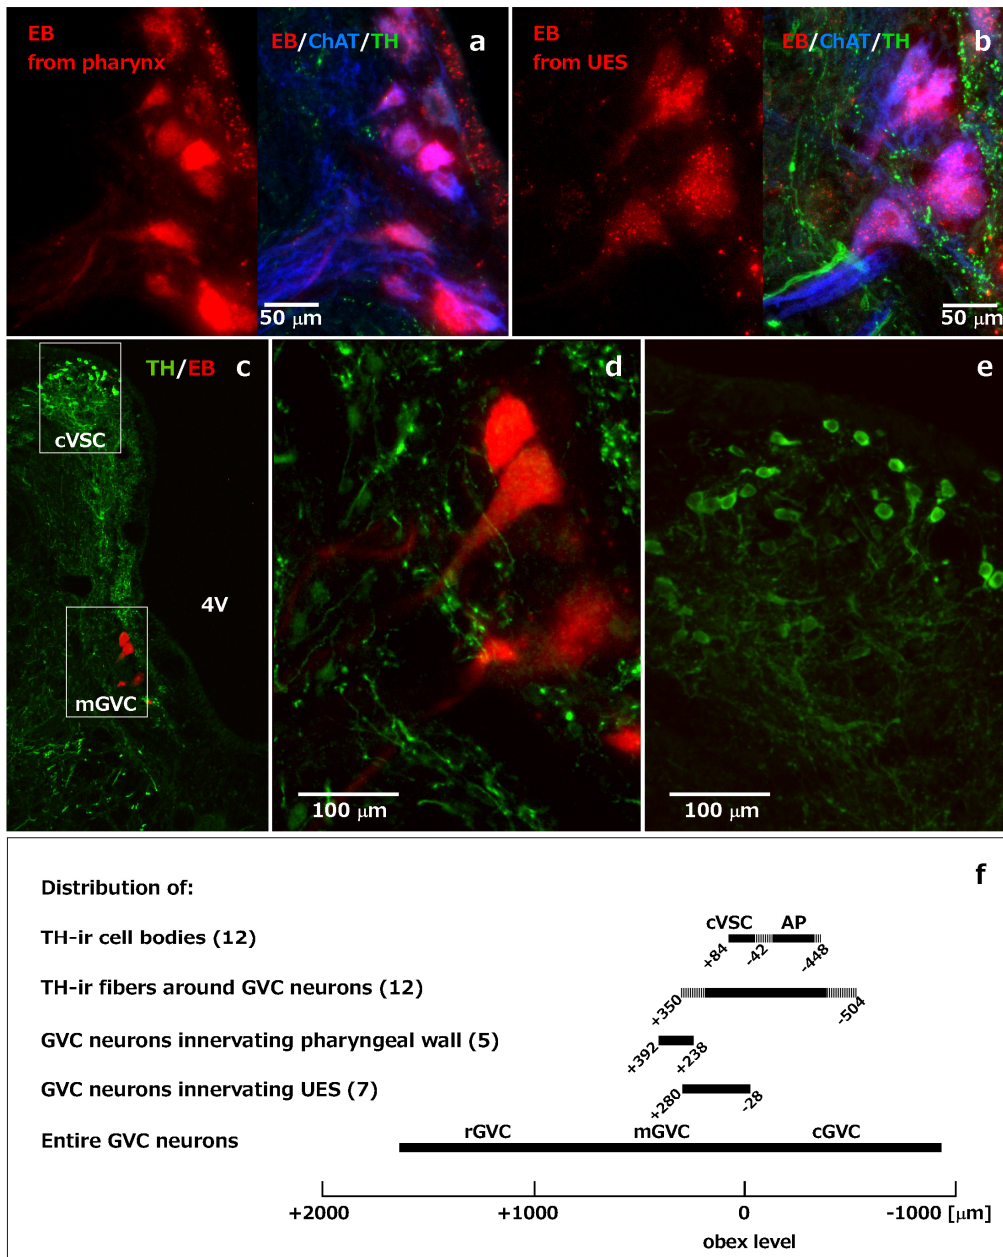 EB
from pharynx
EB/ChAT/TH
a
50 μm
EB
from UES
EB/ChAT/TH
b
50 μm
TH/EB
c
cVSC
4V
mGVC
d
100 μm
e
100 μm
f
Distribution of:
cVSC AP
TH-ir cell bodies (12)
+84 -42 -448
TH-ir fibers around GVC neurons (12)
+350 -504
GVC neurons innervating pharyngeal wall (5)
+392 +238
GVC neurons innervating UES (7)
+280 -28
Entire GVC neurons
rGVC mGVC cGVC
+2000 +1000 0 -1000 [μm]
obex level